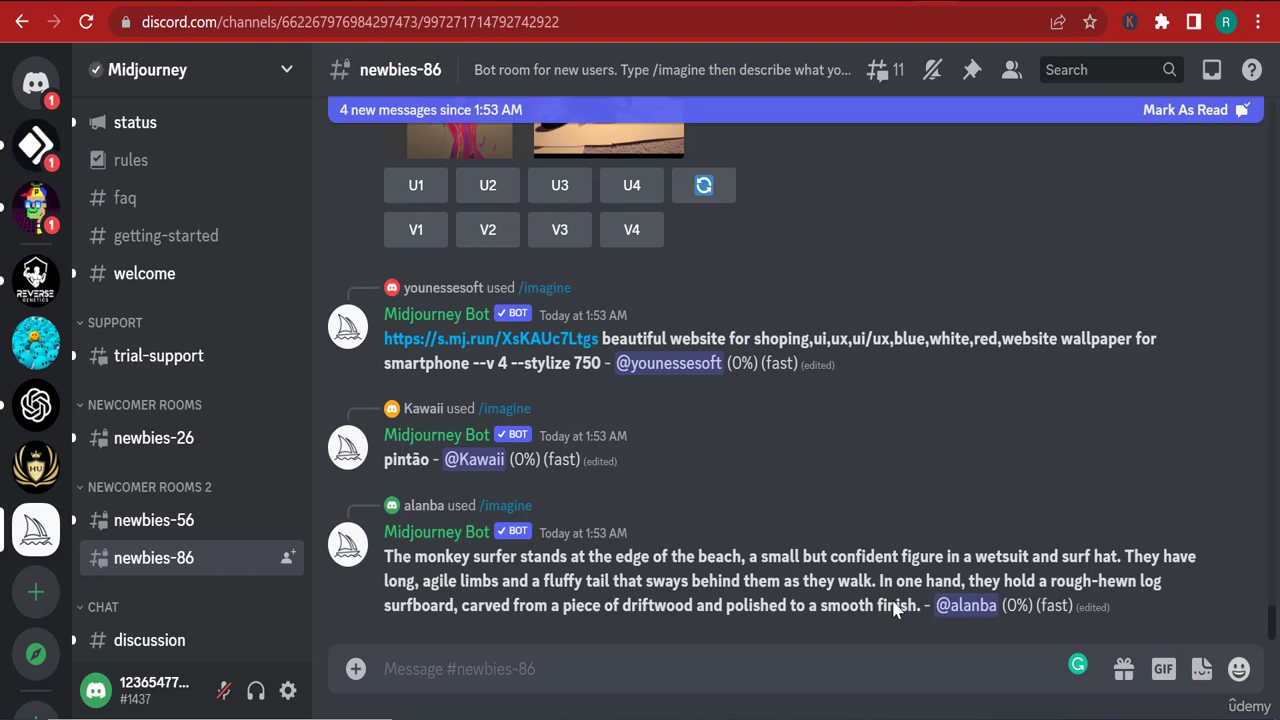 discord.com/channels/662267976984297473/997271714792742922
K
R
1
1
1
REVERSE
GENETICS
HU
Midjourney
status
rules
faq
getting-started
welcome
SUPPORT
trial-support
NEWCOMER ROOMS
newbies-26
NEWCOMER ROOMS 2
newbies-56
newbies-86
CHAT
discussion
12365477...
#1437
newbies-86
Bot room for new users. Type /imagine then describe what yo...
11
Search
4 new messages since 1:53 AM
Mark As Read
U1 U2 U3 U4
V1 V2 V3 V4
younessesoft used /imagine
Midjourney Bot ✓ BOT Today at 1:53 AM
https://s.mj.run/XsKAUc7Ltgs beautiful website for shoping,ui,ux,ui/ux,blue,white,red,website wallpaper for
smartphone --v 4 --stylize 750 - @younessesoft (0%) (fast) (edited)
Kawaii used /imagine
Midjourney Bot ✓ BOT Today at 1:53 AM
pintão - @Kawaii (0%) (fast) (edited)
alanba used /imagine
Midjourney Bot ✓ BOT Today at 1:53 AM
The monkey surfer stands at the edge of the beach, a small but confident figure in a wetsuit and surf hat. They have
long, agile limbs and a fluffy tail that sways behind them as they walk. In one hand, they hold a rough-hewn log
surfboard, carved from a piece of driftwood and polished to a smooth finish. - @alanba (0%) (fast) (edited)
Message #newbies-86
GIF
ûdemy